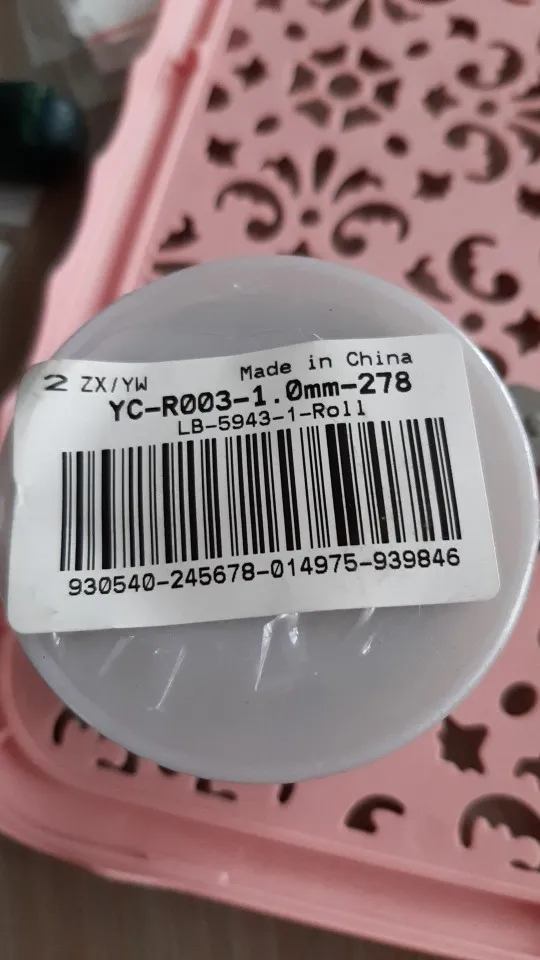 Made in China
2 ZX/YW
YC-R003-1.0mm-278
LB-5943-1-Roll
930540-245678-014975-939846